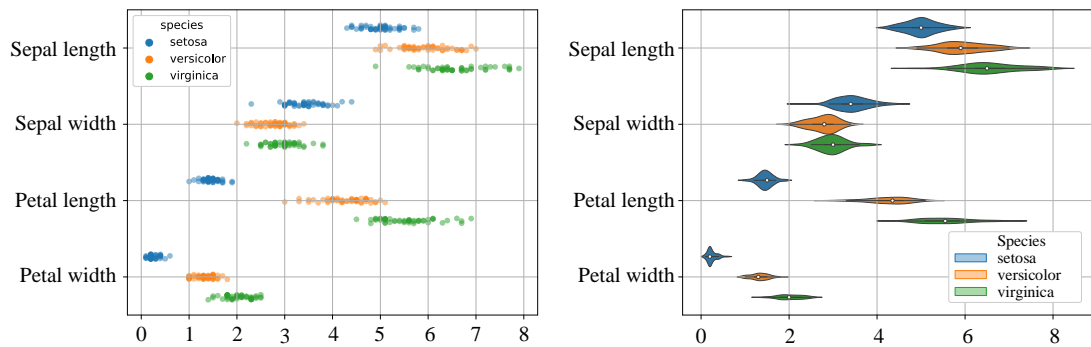 species
setosa
versicolor
virginica
Sepal length
Sepal width
Petal length
Petal width
0 1 2 3 4 5 6 7 8
Sepal length
Sepal width
Petal length
Petal width
Species
setosa
versicolor
virginica
0 2 4 6 8